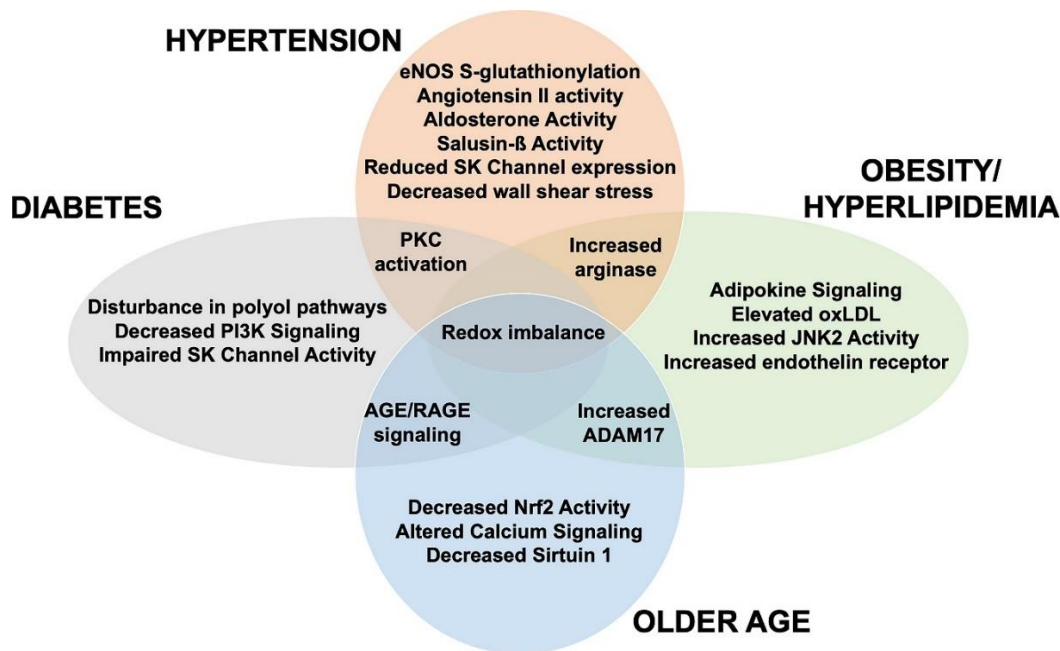 HYPERTENSION
eNOS S-glutathionylation
Angiotensin II activity
Aldosterone Activity
Salusin-ß Activity
Reduced SK Channel expression
Decreased wall shear stress
OBESITY/
HYPERLIPIDEMIA
DIABETES
PKC
activation
Increased
arginase
Disturbance in polyol pathways
Decreased PI3K Signaling
Impaired SK Channel Activity
Redox imbalance
Adipokine Signaling
Elevated oxLDL
Increased JNK2 Activity
Increased endothelin receptor
AGE/RAGE
signaling
Increased
ADAM17
Decreased Nrf2 Activity
Altered Calcium Signaling
Decreased Sirtuin 1
OLDER AGE